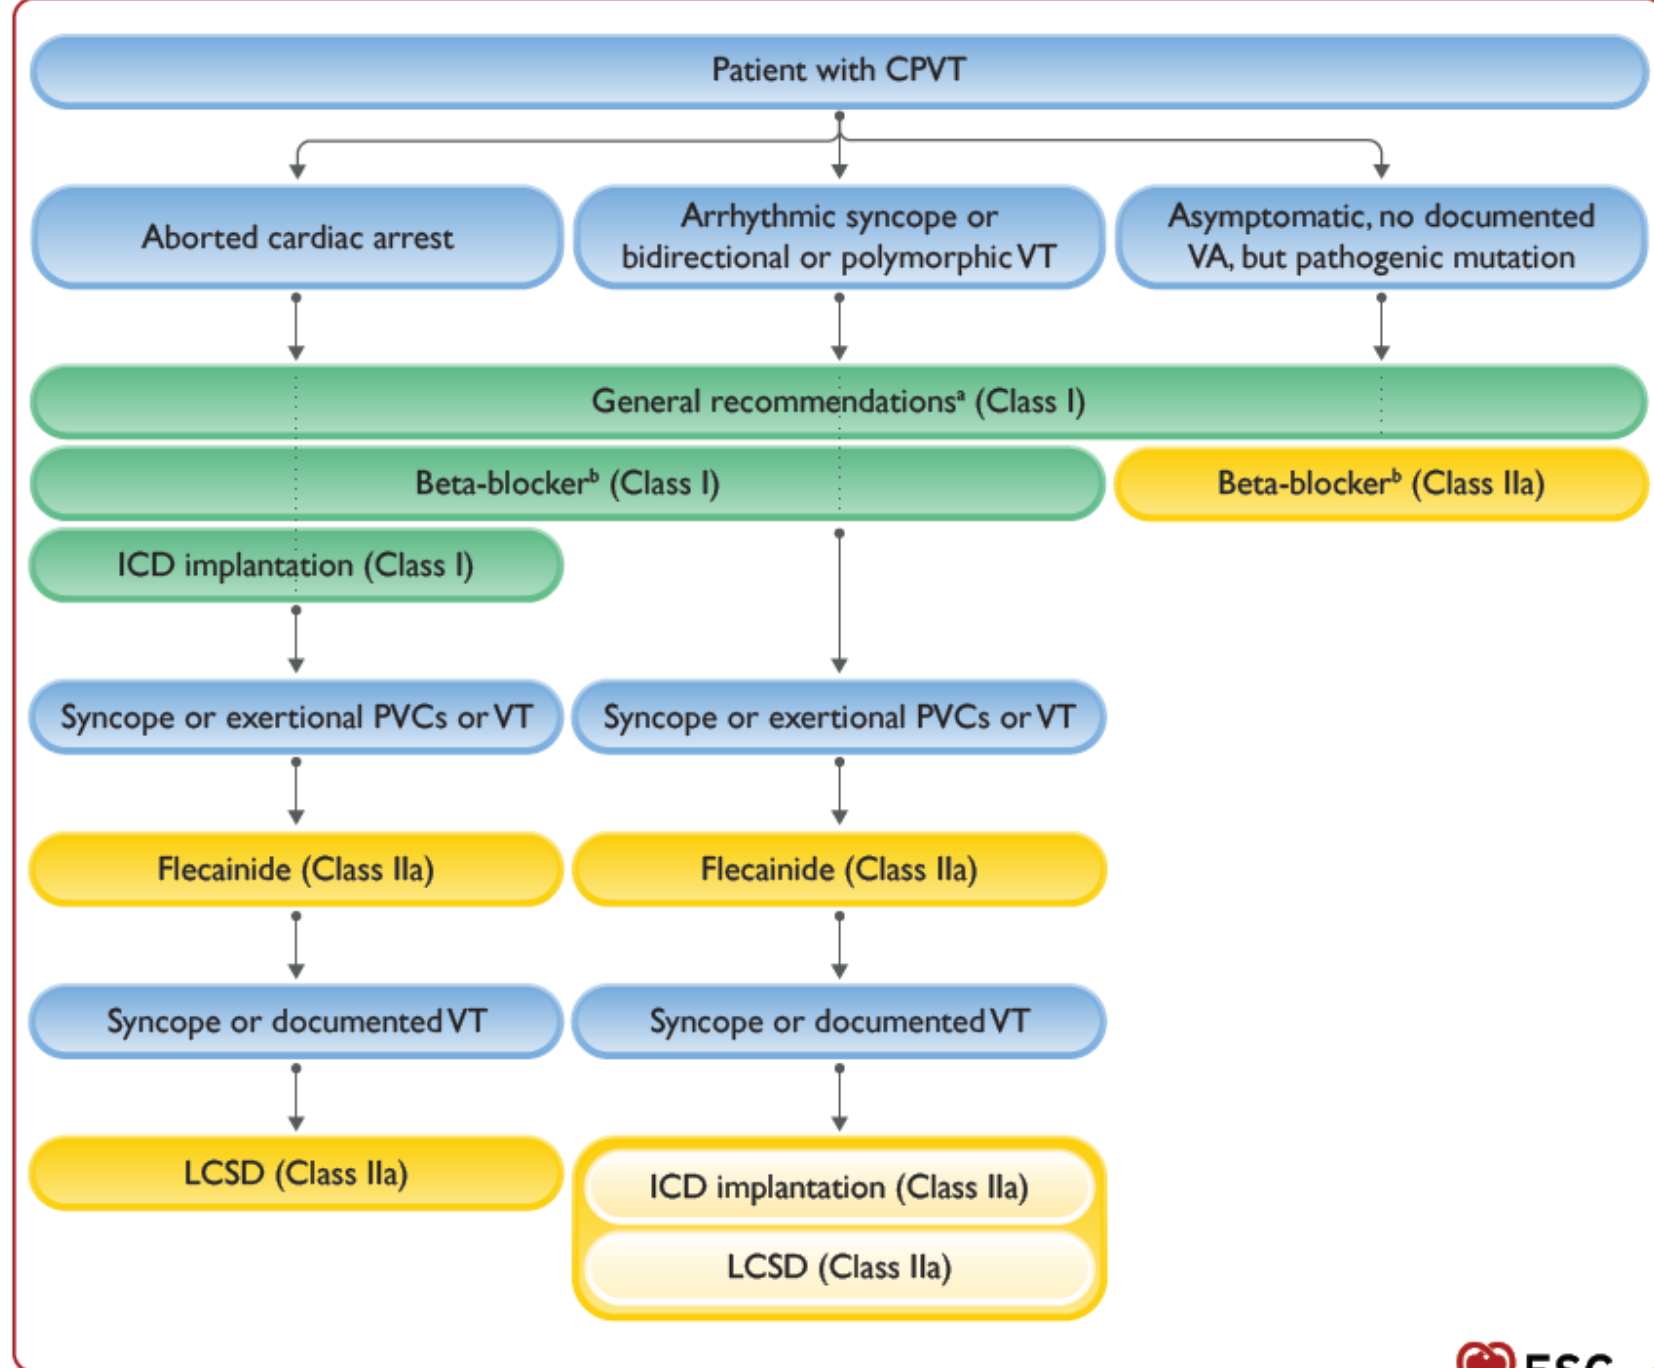 Patient with CPVT
Aborted cardiac arrest
Arrhythmic syncope or
bidirectional or polymorphic VT
Asymptomatic, no documented
VA, but pathogenic mutation
General recommendationsᵃ (Class I)
Beta-blockerᵇ (Class I)
Beta-blockerᵇ (Class IIa)
ICD implantation (Class I)
Syncope or exertional PVCs or VT
Syncope or exertional PVCs or VT
Flecainide (Class IIa)
Flecainide (Class IIa)
Syncope or documented VT
Syncope or documented VT
LCSD (Class IIa)
ICD implantation (Class IIa)
LCSD (Class IIa)
ESC